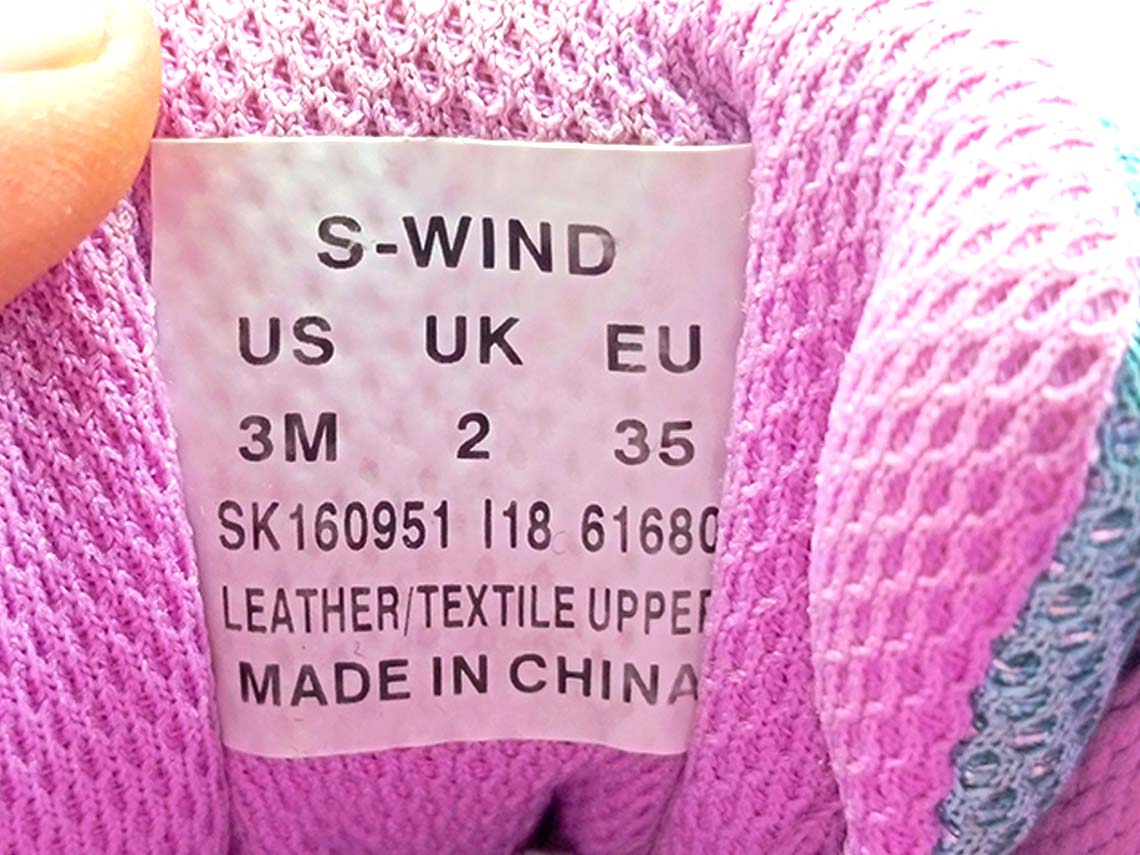 S-WIND
US UK EU
3M 2 35
SK160951 I18 61680
LEATHER/TEXTILE UPPER
MADE IN CHINA